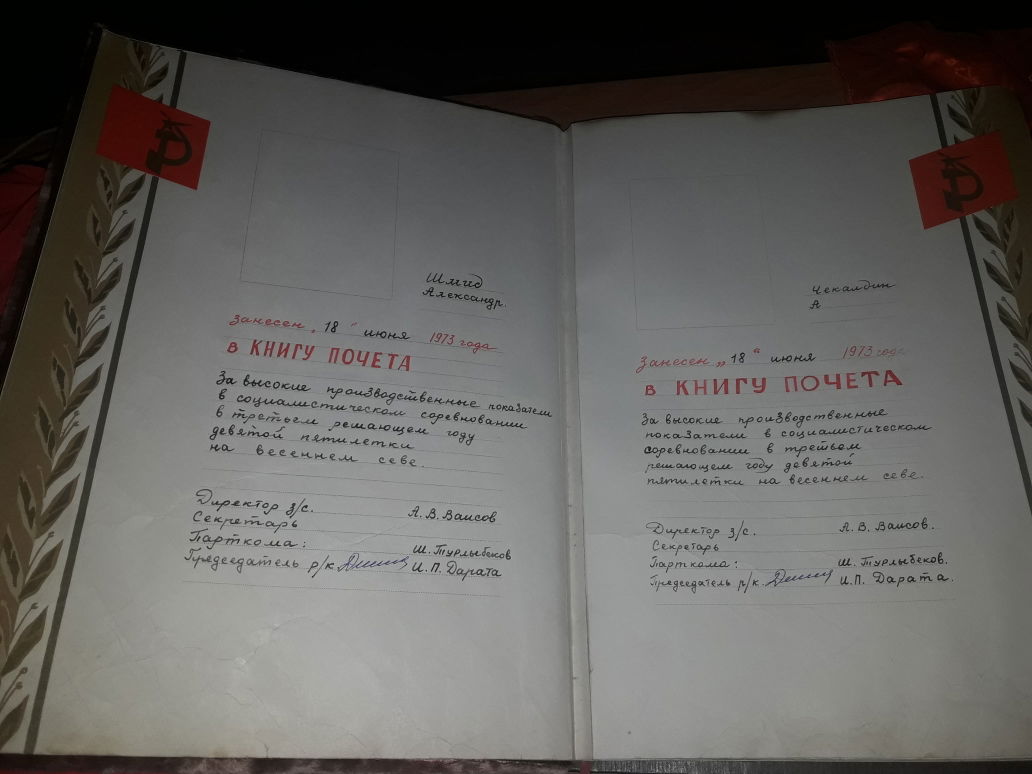 Шмид
Александр.
Занесен „ 18 " июня 1973 года
в КНИГУ ПОЧЕТА
За высокие производственные показатели
в социалистическом соревновании
в третьем решающем году
девятой пятилетки
на весеннем севе.
Директор з/с. А. В. Ваисов
Секретарь
Парткома: Ш. Турлыбеков
Председатель р/к. И. П. Дарата
Чекалдин
А
Занесен „ 18 " июня 1973 года
в КНИГУ ПОЧЕТА
За высокие производственные
показатели в социалистическом
соревновании в третьем
решающем году девятой
пятилетки на весеннем севе.
Директор з/с. А. В. Ваисов.
Секретарь
Парткома: Ш. Турлыбеков.
Председатель р/к. И. П. Дарата.